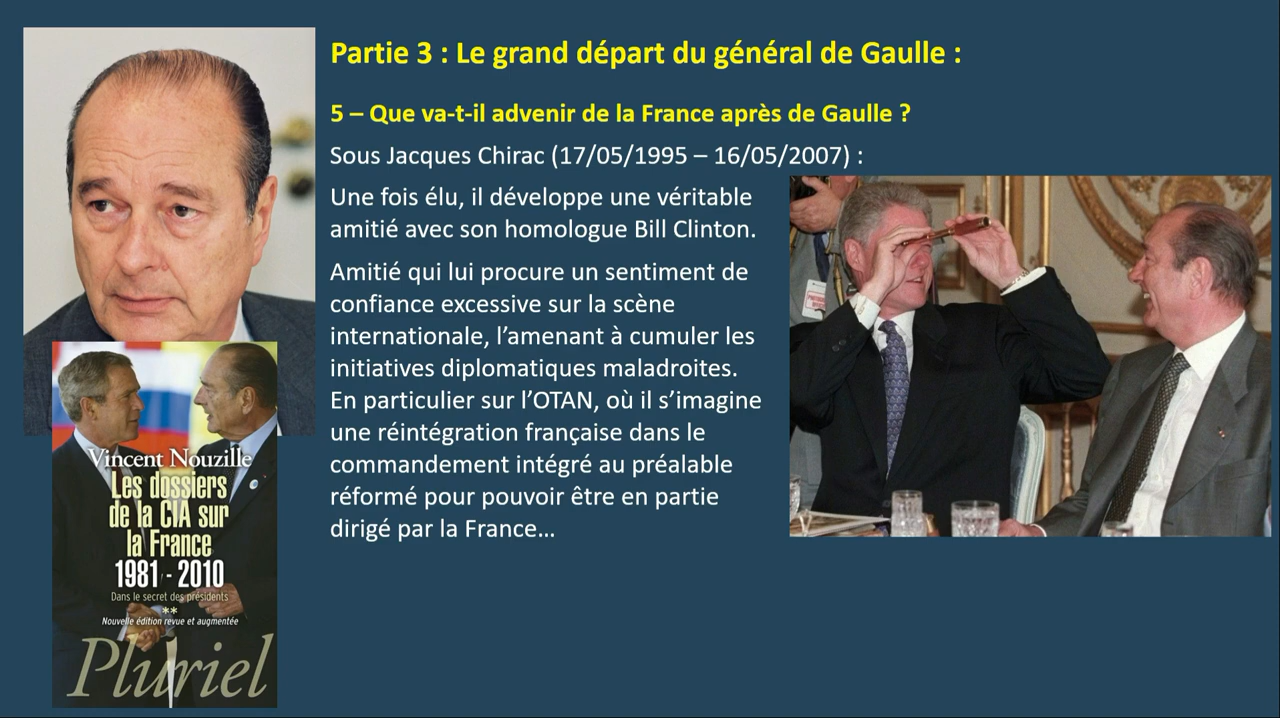 Partie 3 : Le grand départ du général de Gaulle :
5 – Que va-t-il advenir de la France après de Gaulle ?
Sous Jacques Chirac (17/05/1995 – 16/05/2007) :
Une fois élu, il développe une véritable
amitié avec son homologue Bill Clinton.
Amitié qui lui procure un sentiment de
confiance excessive sur la scène
internationale, l’amenant à cumuler les
initiatives diplomatiques maladroites.
En particulier sur l’OTAN, où il s’imagine
une réintégration française dans le
commandement intégré au préalable
réformé pour pouvoir être en partie
dirigé par la France...
Vincent Nouzille
Les dossiers
de la CIA sur
la France
1981 - 2010
Dans le secret des présidents
**
Nouvelle édition revue et augmentée
Pluriel